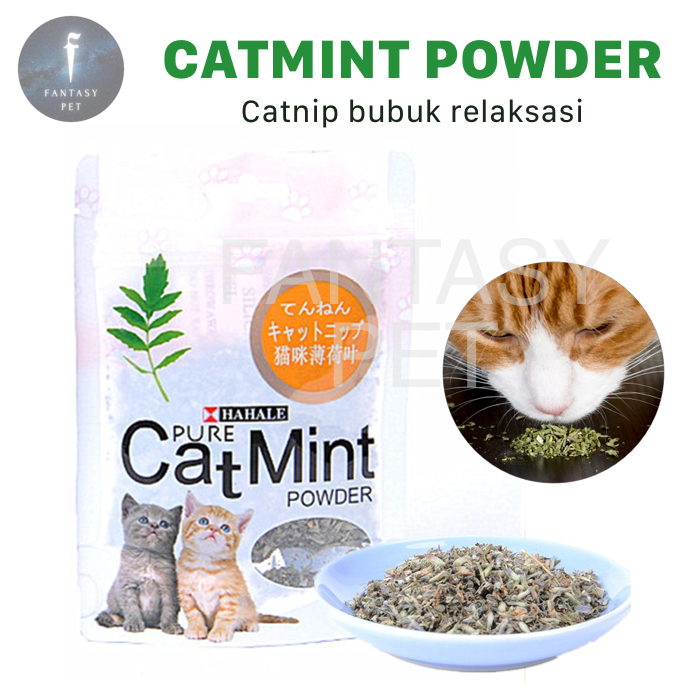 FANTASY
PET
CATMINT POWDER
Catnip bubuk relaksasi
FANTASY
PET
てんねん
キャットニップ
猫咪薄荷叶
HAHALE
PURE
CatMint
POWDER